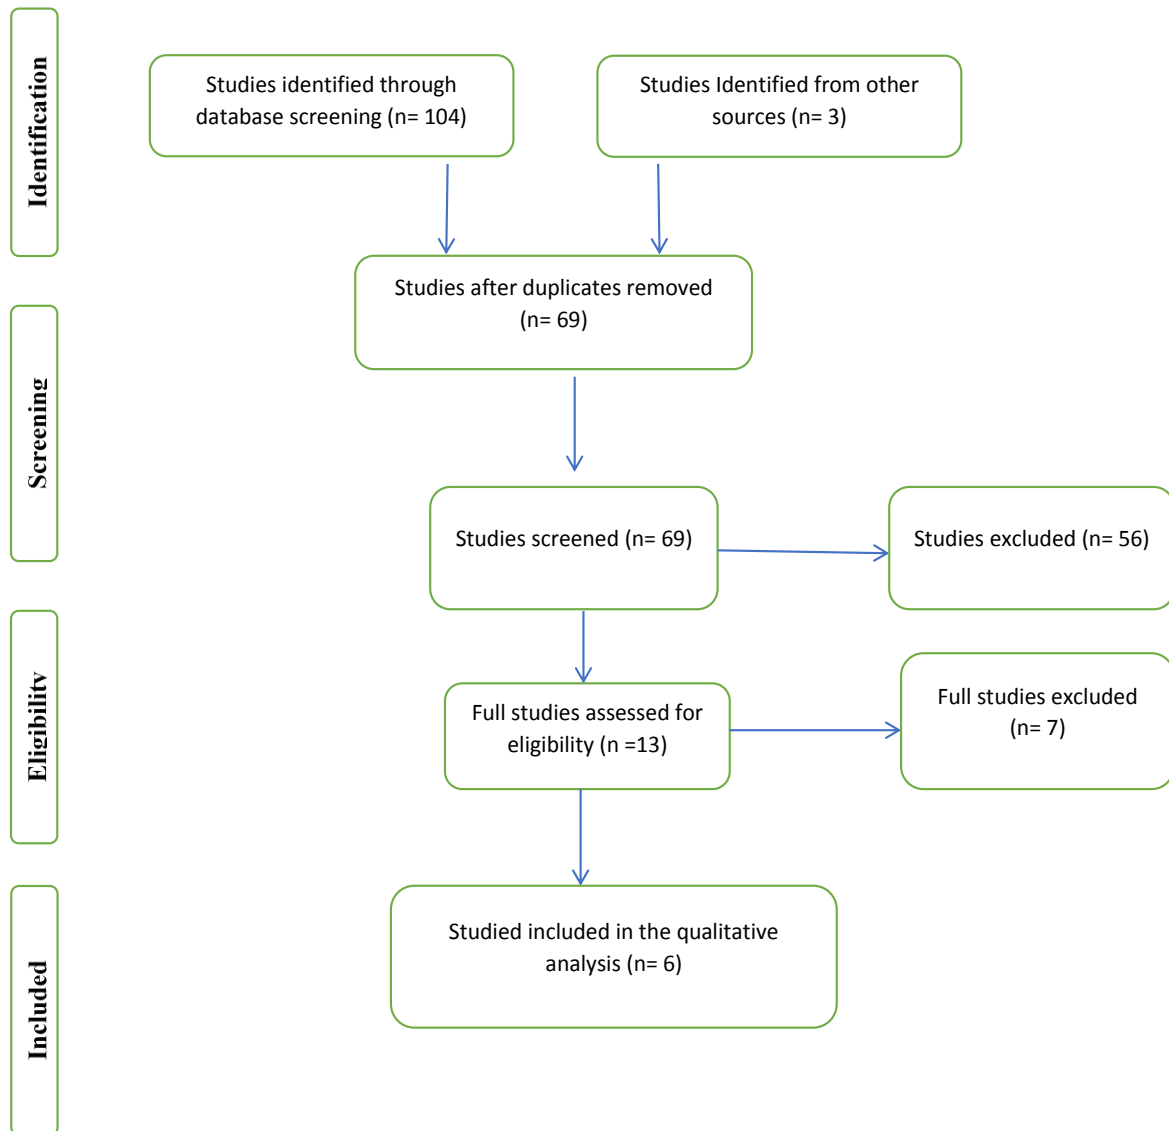 Identification
Studies identified through
database screening (n= 104)
Studies Identified from other
sources (n= 3)
Studies after duplicates removed
(n= 69)
Screening
Studies screened (n= 69)
Studies excluded (n= 56)
Eligibility
Full studies assessed for
eligibility (n =13)
Full studies excluded
(n= 7)
Included
Studied included in the qualitative
analysis (n= 6)